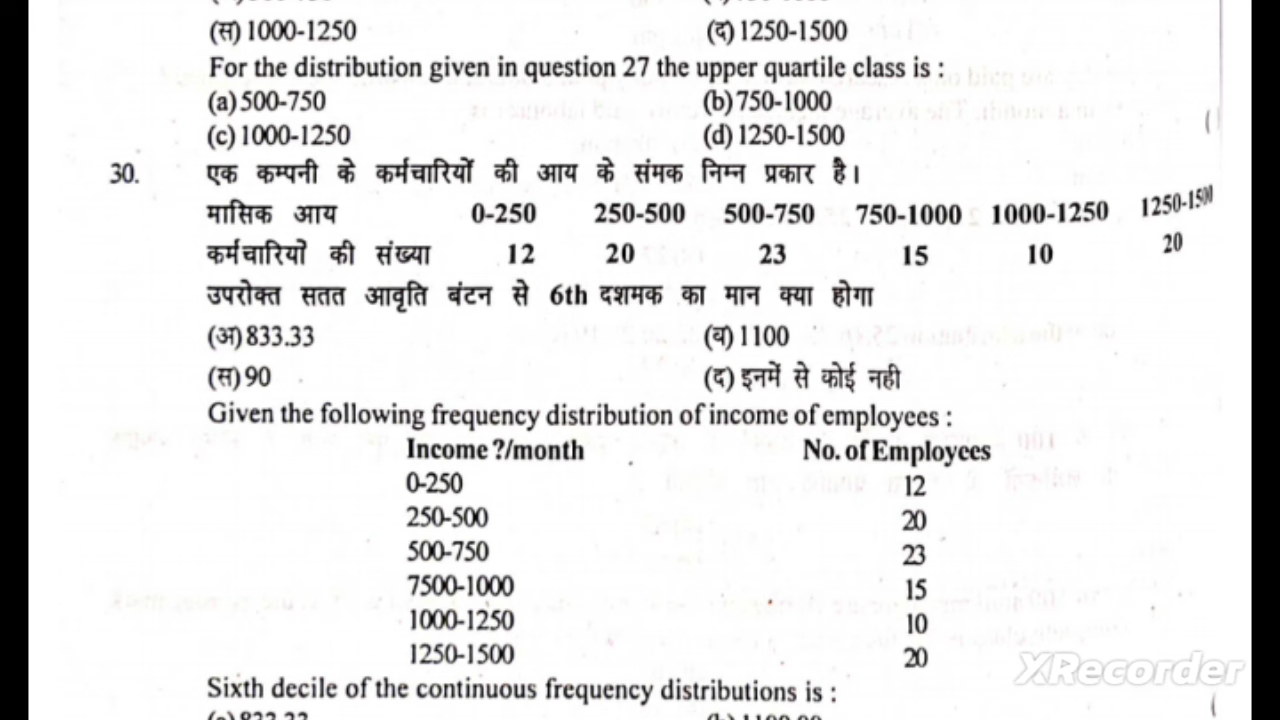 (स) 1000-1250 (द) 1250-1500
For the distribution given in question 27 the upper quartile class is :
(a) 500-750 (b) 750-1000
(c) 1000-1250 (d) 1250-1500
30. एक कम्पनी के कर्मचारियों की आय के संमक निम्न प्रकार है।
मासिक आय 0-250 250-500 500-750 750-1000 1000-1250 1250-1500
कर्मचारियों की संख्या 12 20 23 15 10 20
उपरोक्त सतत आवृति बंटन से 6th दशमक का मान क्या होगा
(अ) 833.33 (ब) 1100
(स) 90 (द) इनमें से कोई नही
Given the following frequency distribution of income of employees :
Income ?/month No. of Employees
0-250 12
250-500 20
500-750 23
7500-1000 15
1000-1250 10
1250-1500 20
XRecorder
Sixth decile of the continuous frequency distributions is :